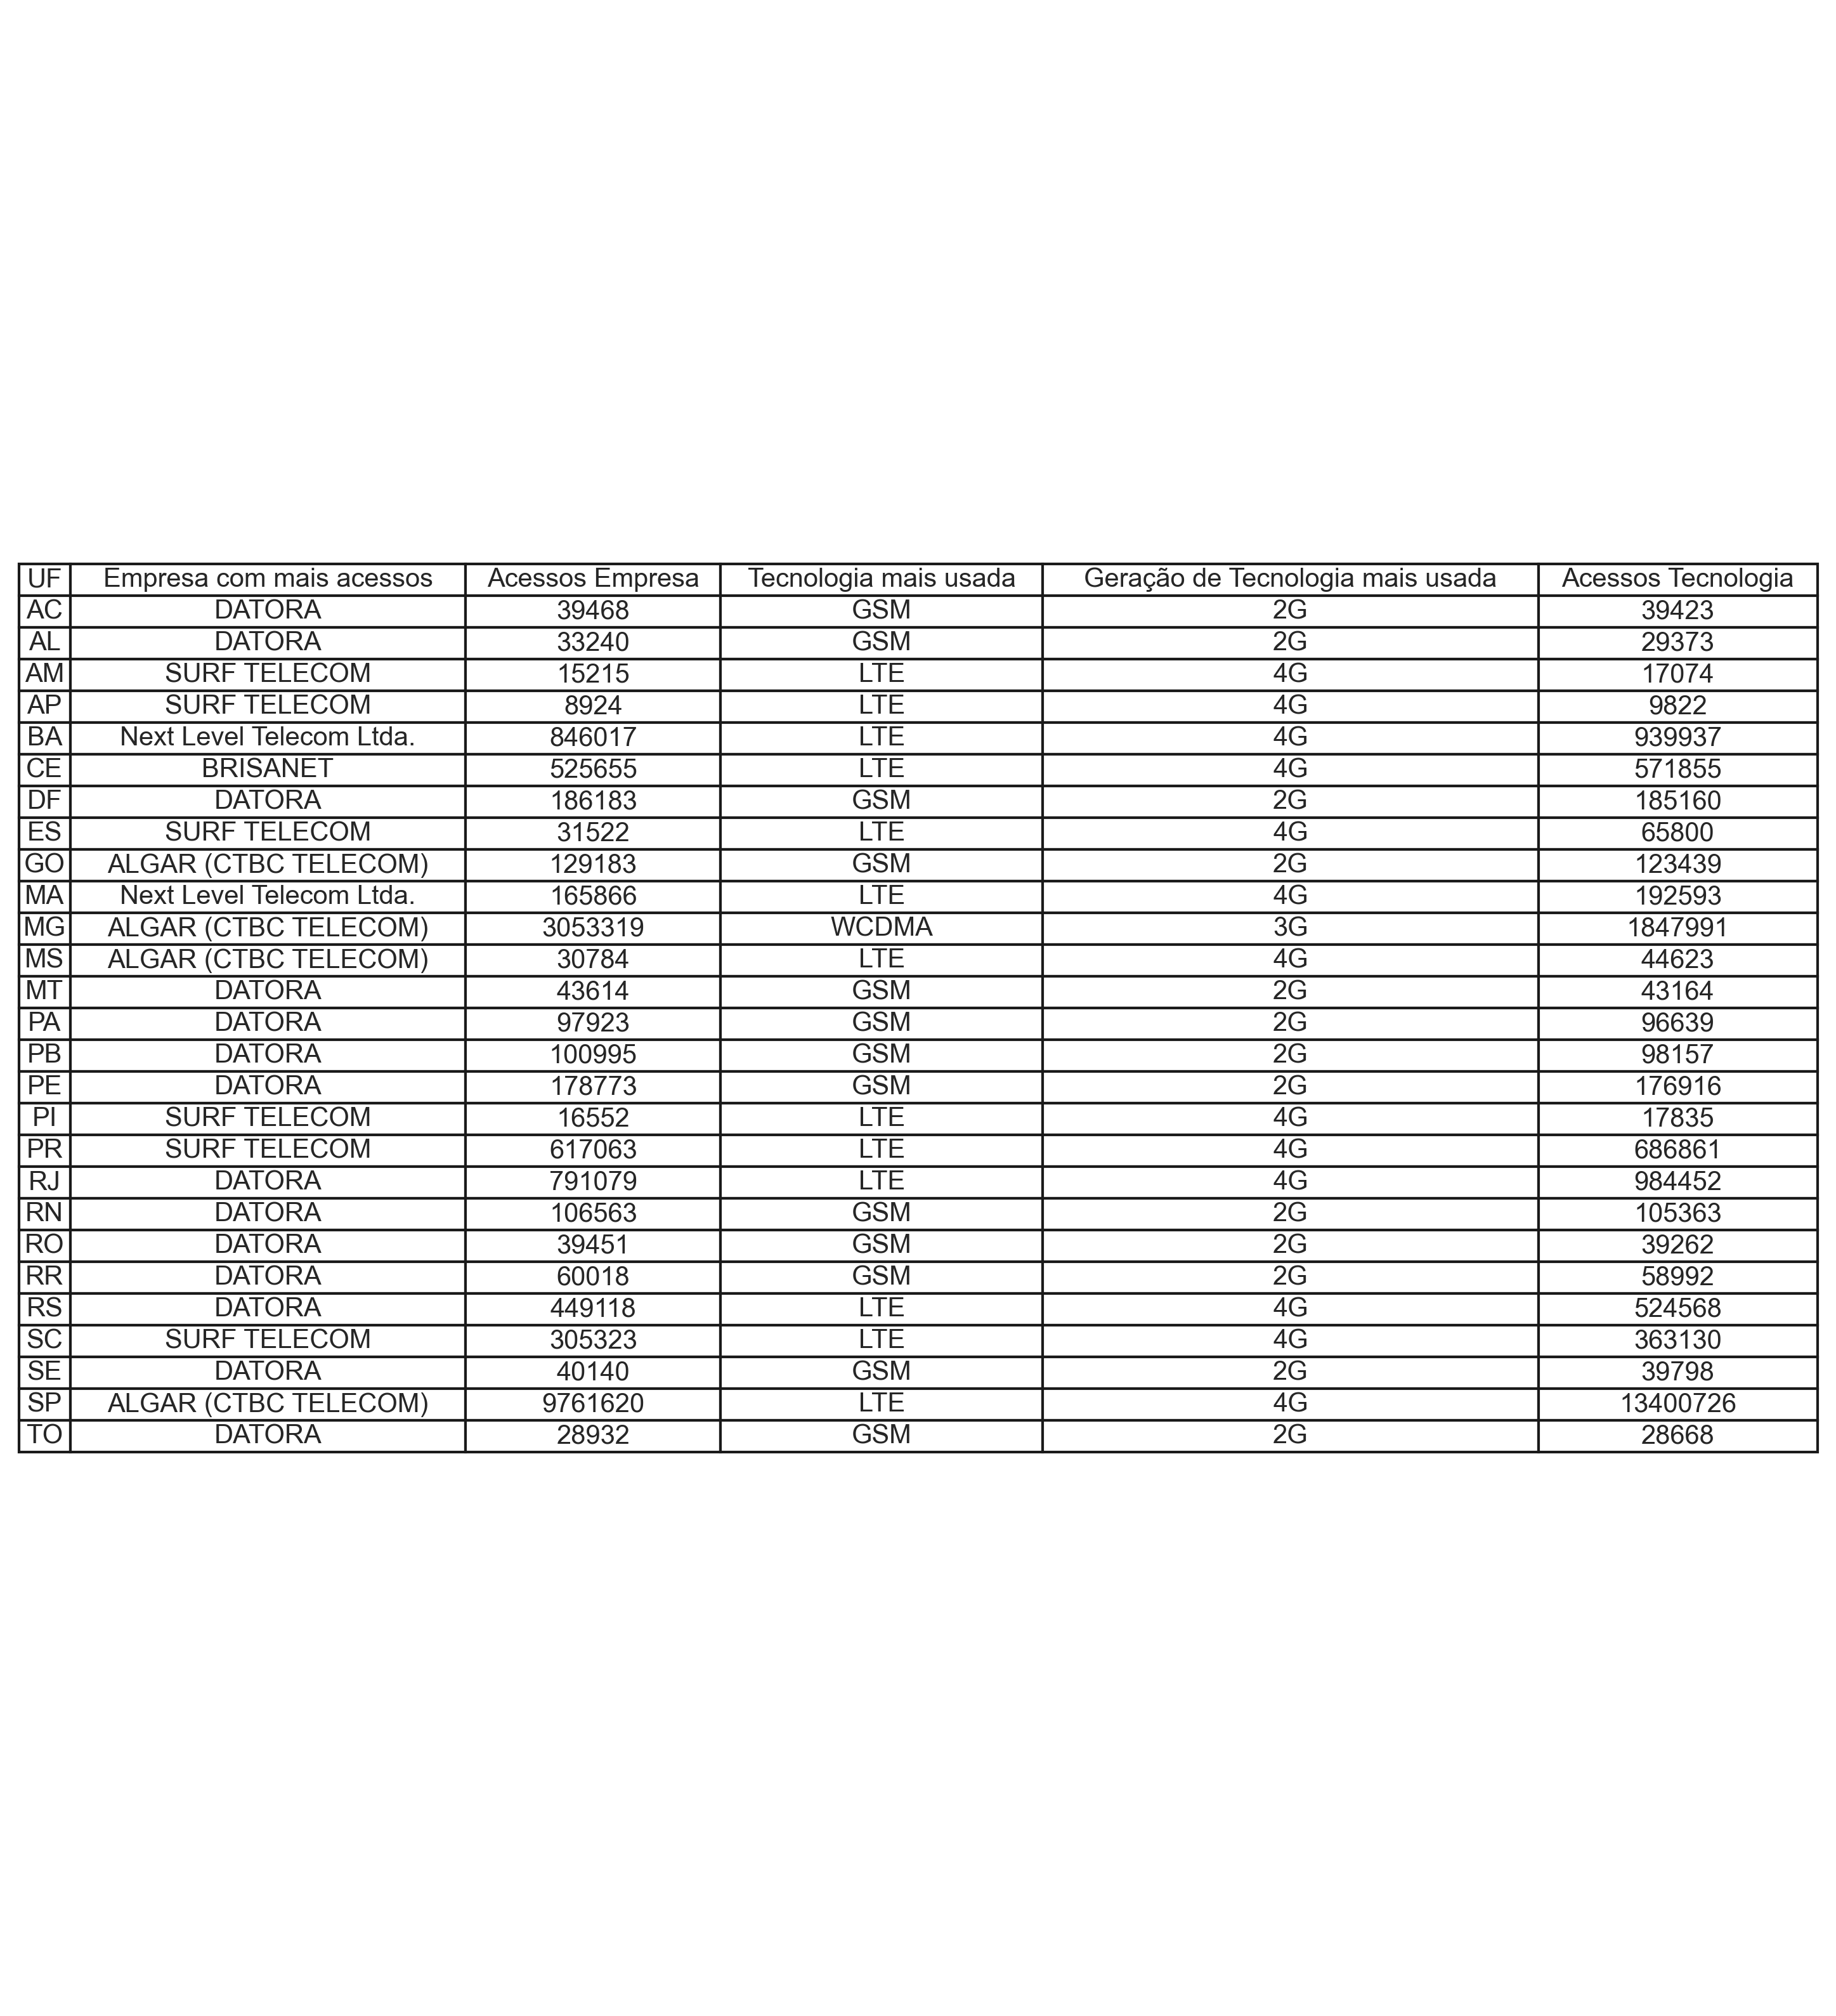 UF Empresa com mais acessos Acessos Empresa Tecnologia mais usada Geração de Tecnologia mais usada Acessos Tecnologia
AC DATORA 39468 GSM 2G 39423
AL DATORA 33240 GSM 2G 29373
AM SURF TELECOM 15215 LTE 4G 17074
AP SURF TELECOM 8924 LTE 4G 9822
BA Next Level Telecom Ltda. 846017 LTE 4G 939937
CE BRISANET 525655 LTE 4G 571855
DF DATORA 186183 GSM 2G 185160
ES SURF TELECOM 31522 LTE 4G 65800
GO ALGAR (CTBC TELECOM) 129183 GSM 2G 123439
MA Next Level Telecom Ltda. 165866 LTE 4G 192593
MG ALGAR (CTBC TELECOM) 3053319 WCDMA 3G 1847991
MS ALGAR (CTBC TELECOM) 30784 LTE 4G 44623
MT DATORA 43614 GSM 2G 43164
PA DATORA 97923 GSM 2G 96639
PB DATORA 100995 GSM 2G 98157
PE DATORA 178773 GSM 2G 176916
PI SURF TELECOM 16552 LTE 4G 17835
PR SURF TELECOM 617063 LTE 4G 686861
RJ DATORA 791079 LTE 4G 984452
RN DATORA 106563 GSM 2G 105363
RO DATORA 39451 GSM 2G 39262
RR DATORA 60018 GSM 2G 58992
RS DATORA 449118 LTE 4G 524568
SC SURF TELECOM 305323 LTE 4G 363130
SE DATORA 40140 GSM 2G 39798
SP ALGAR (CTBC TELECOM) 9761620 LTE 4G 13400726
TO DATORA 28932 GSM 2G 28668